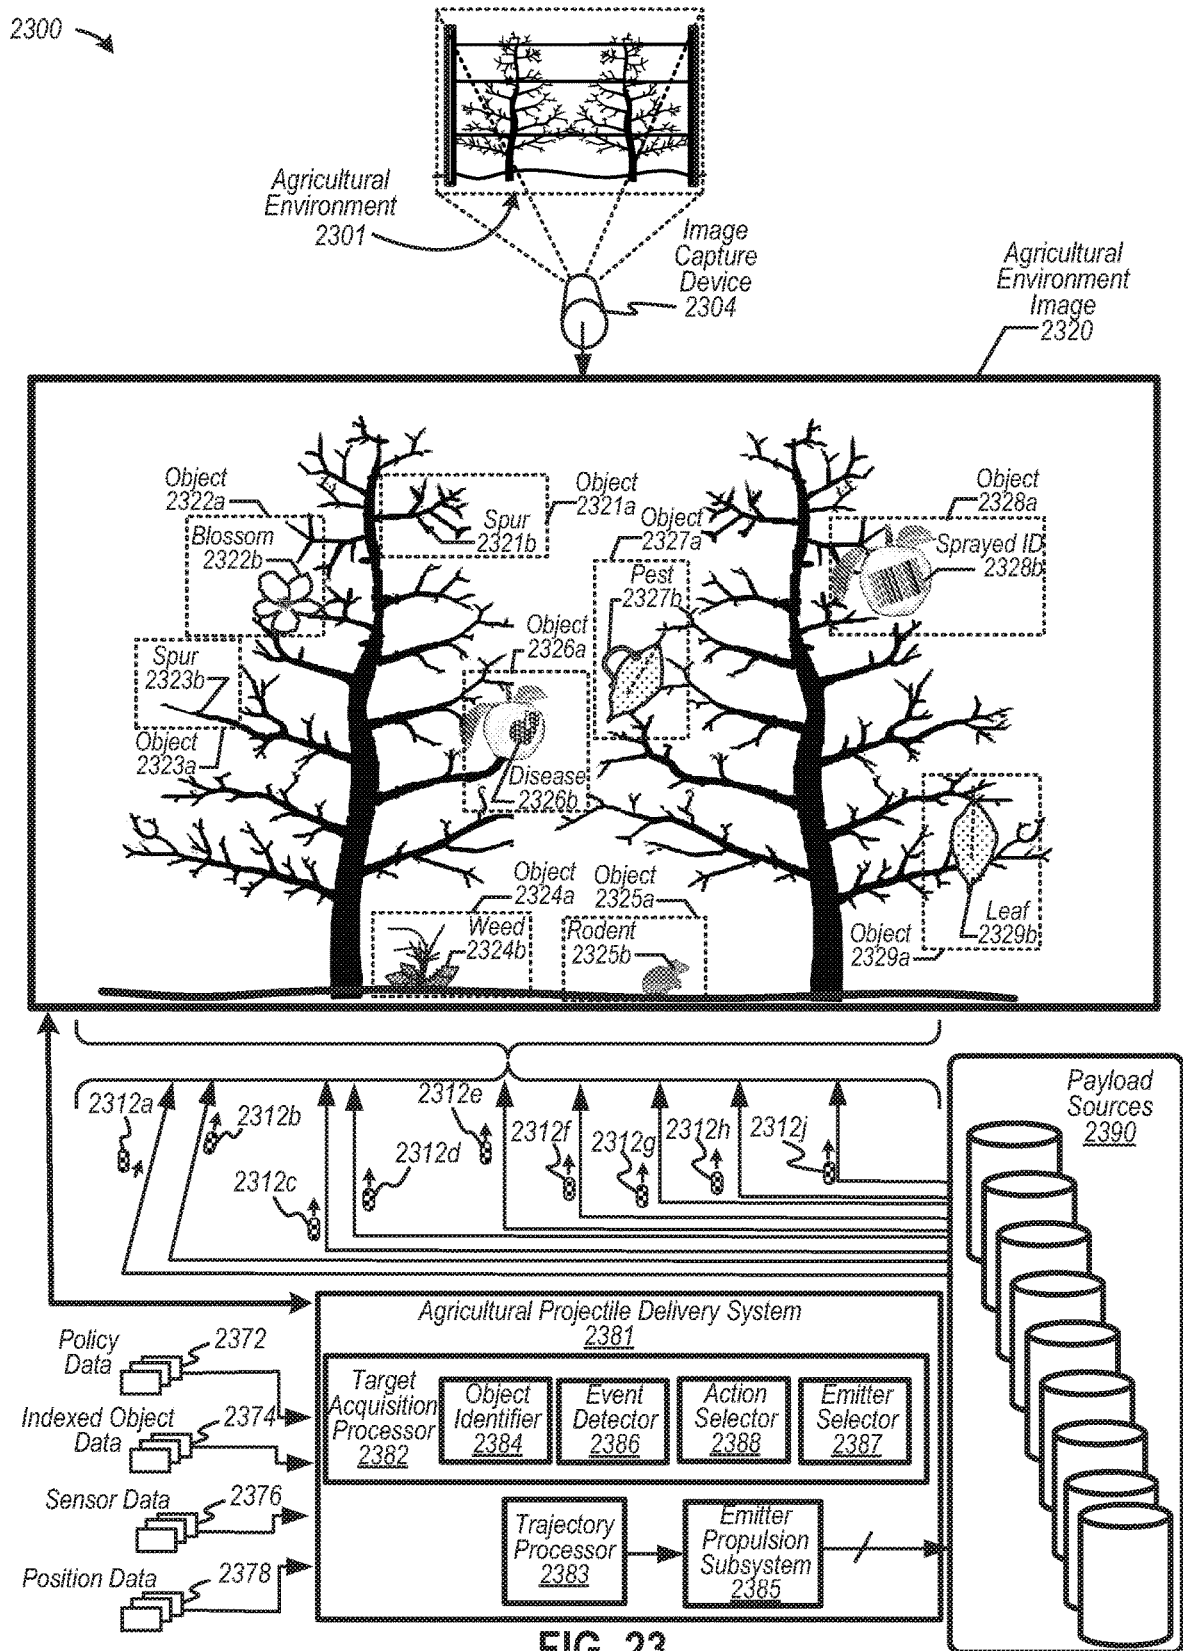 2300
Agricultural
Environment
2301
Image
Capture
Device
2304
Agricultural
Environment
Image
2320
Object
2322a
Blossom
2322b
Spur
2321b
Object
2321a
Object
2327a
Pest
2327b
Object
2328a
Sprayed ID
2328b
Spur
2323b
Object
2323a
Object
2326a
Disease
2326b
Object
2324a
Weed
2324b
Object
2325a
Rodent
2325b
Leaf
2329b
Object
2329a
2312a
2312b
2312c
2312d
2312e
2312f
2312g
2312h
2312j
Payload
Sources
2390
Agricultural Projectile Delivery System
2381
Policy
Data
2372
Indexed Object
Data
2374
Sensor Data
2376
Position Data
2378
Target
Acquisition
Processor
2382
Object
Identifier
2384
Event
Detector
2386
Action
Selector
2388
Emitter
Selector
2387
Trajectory
Processor
2383
Emitter
Propulsion
Subsystem
2385
FIG. 23